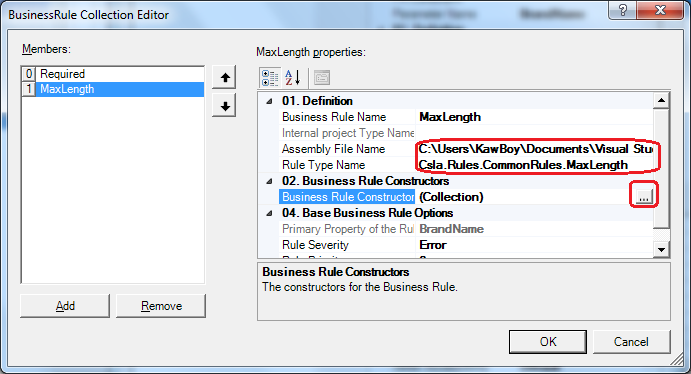 BusinessRule Collection Editor
Members:
0 Required
1 MaxLength
Add
Remove
MaxLength properties:
01. Definition
Business Rule Name MaxLength
Internal project Type Name
Assembly File Name C:\Users\KawBoy\Documents\Visual Stu
Rule Type Name Csla.Rules.CommonRules.MaxLength
02. Business Rule Constructors
Business Rule Constructor (Collection) ...
04. Base Business Rule Options
Primary Property of the Rul BrandName
Rule Severity Error
Business Rule Constructors
The constructors for the Business Rule.
OK
Cancel